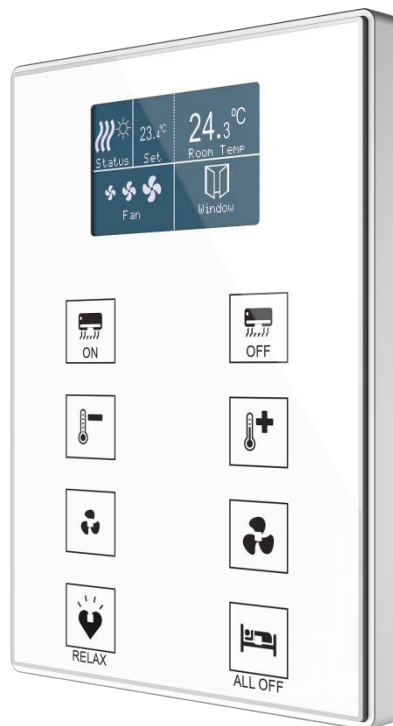 23.4°C
24.3°C
Status
Set
Room Temp
Fan
Window
ON
OFF
RELAX
ALL OFF